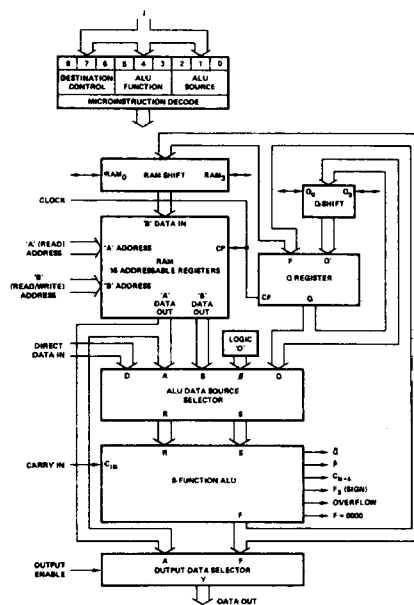 I
8 7 6 5 4 3 2 1 0
DESTINATION CONTROL ALU FUNCTION ALU SOURCE
MICROINSTRUCTION DECODE
RAM0 RAM SHIFT RAM3
Q0 Q3
Q SHIFT
CLOCK
'B' DATA IN
'A' (READ) ADDRESS
'A' ADDRESS
CP
RAM
16 ADDRESSABLE REGISTERS
'B' (READ/WRITE) ADDRESS
'B' ADDRESS
'A' DATA OUT 'B' DATA OUT
F Q'
Q REGISTER
CP Q
DIRECT DATA IN
LOGIC '0'
D A B Ø Q
ALU DATA SOURCE SELECTOR
R S
R S
CARRY IN
Cin
8-FUNCTION ALU
F
G̅
P̅
CN+4
F3 (SIGN)
OVERFLOW
F = 0000
OUTPUT ENABLE
A F
OUTPUT DATA SELECTOR
Y
DATA OUT